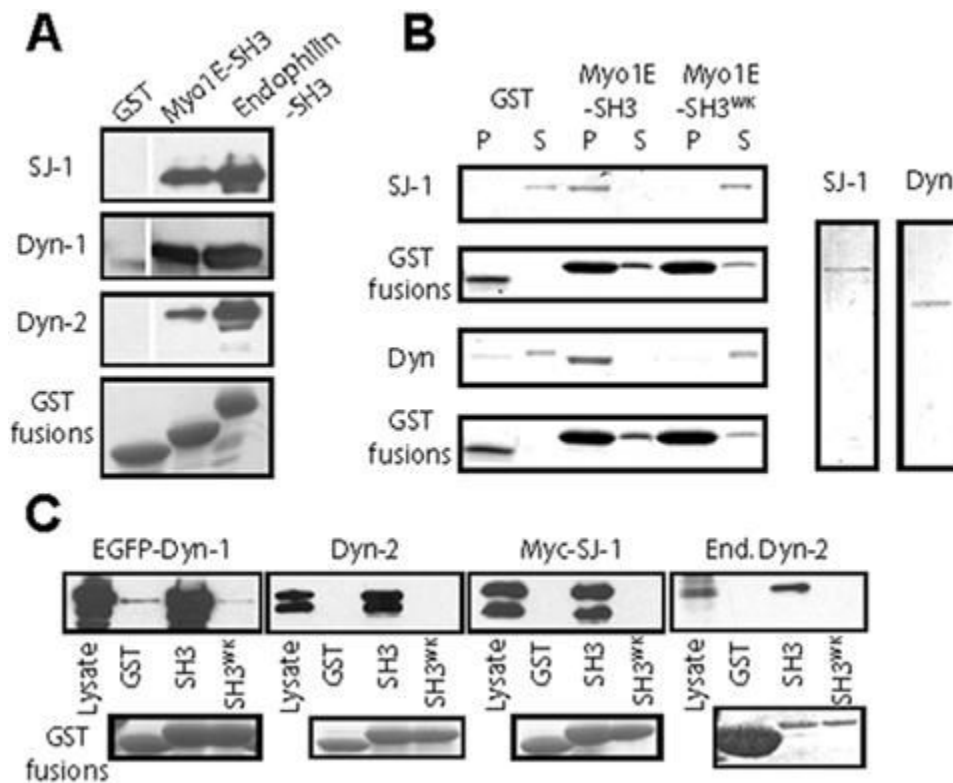 A
GST
Myo1E-SH3
Endophilin
-SH3
SJ-1
Dyn-1
Dyn-2
GST
fusions
B
GST
Myo1E
-SH3
Myo1E
-SH3WK
P S P S P S
SJ-1
GST
fusions
Dyn
GST
fusions
SJ-1 Dyn
C
EGFP-Dyn-1 Dyn-2 Myc-SJ-1 End. Dyn-2
Lysate GST SH3 SH3WK Lysate GST SH3 SH3WK Lysate GST SH3 SH3WK Lysate GST SH3 SH3WK
GST
fusions